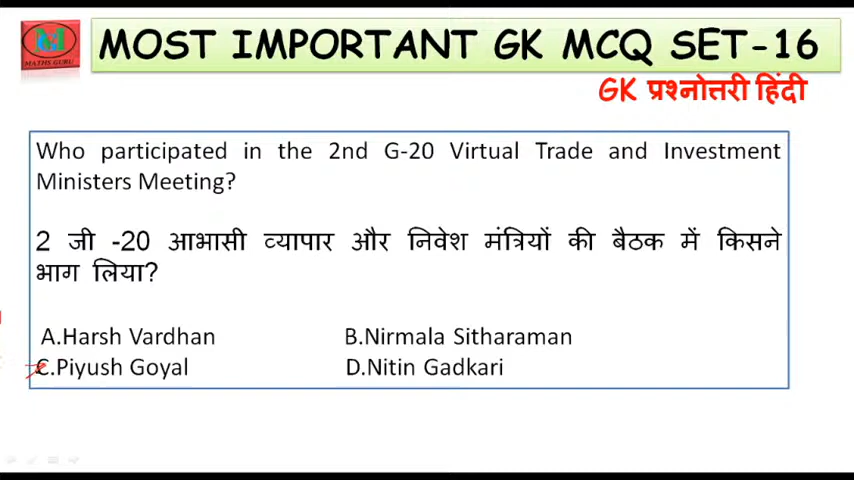 MATHS GURU
MOST IMPORTANT GK MCQ SET-16
GK प्रश्नोत्तरी हिंदी
Who participated in the 2nd G-20 Virtual Trade and Investment
Ministers Meeting?
2 जी -20 आभासी व्यापार और निवेश मंत्रियों की बैठक में किसने
भाग लिया?
A.Harsh Vardhan B.Nirmala Sitharaman
C.Piyush Goyal D.Nitin Gadkari